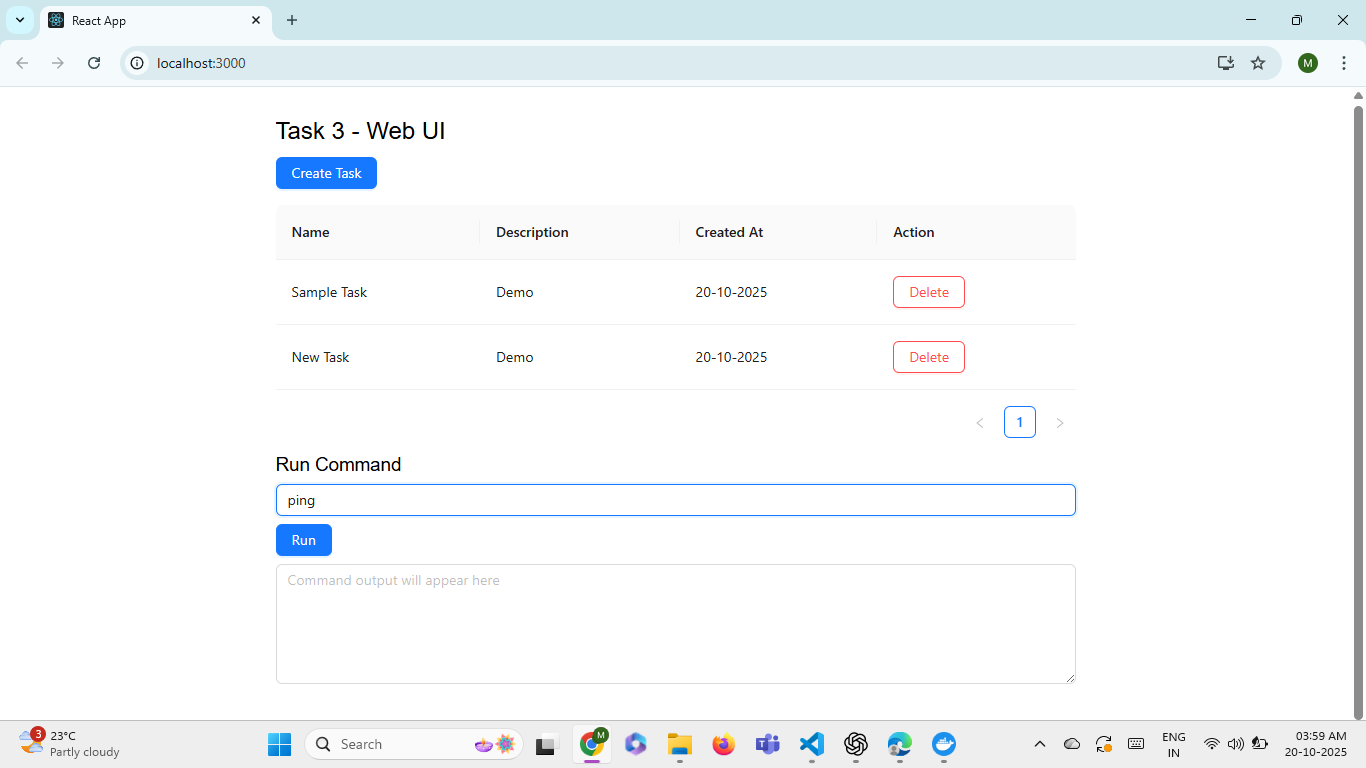 React App
localhost:3000
M
Task 3 - Web UI
Create Task
Name Description Created At Action
Sample Task Demo 20-10-2025 Delete
New Task Demo 20-10-2025 Delete
1
Run Command
ping
Run
Command output will appear here
3
23°C
Partly cloudy
Search
M
ENG
IN
03:59 AM
20-10-2025